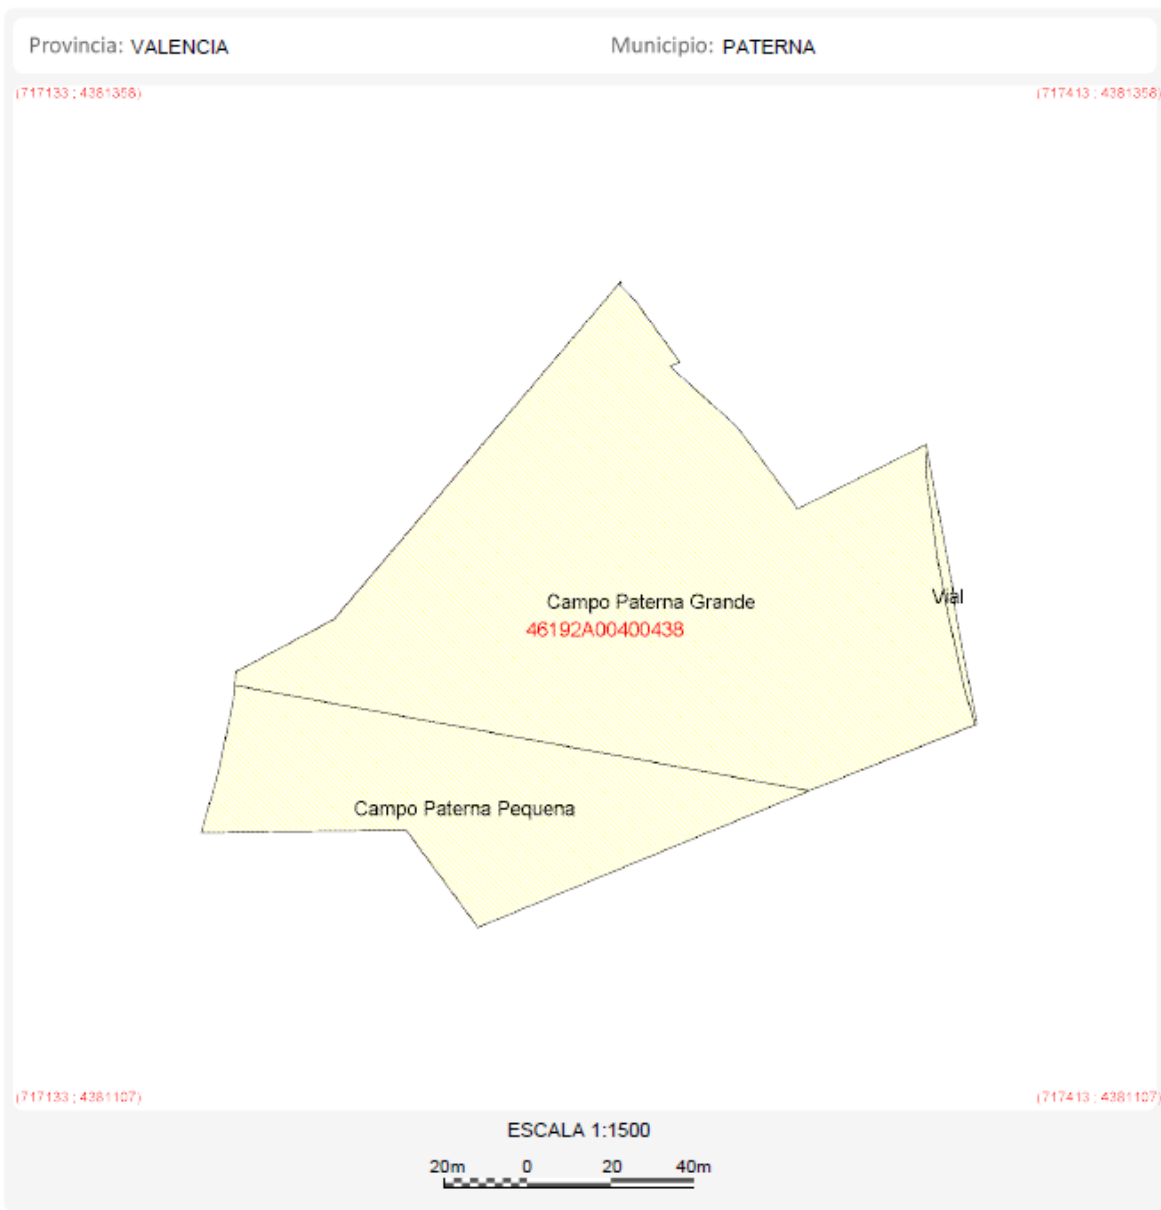 Provincia: VALENCIA Municipio: PATERNA
(717133 ; 4381358) (717413 ; 4381358)
Campo Paterna Grande
Vial
46192A00400438
Campo Paterna Pequena
(717133 ; 4381107) (717413 ; 4381107)
ESCALA 1:1500
20m 0 20 40m